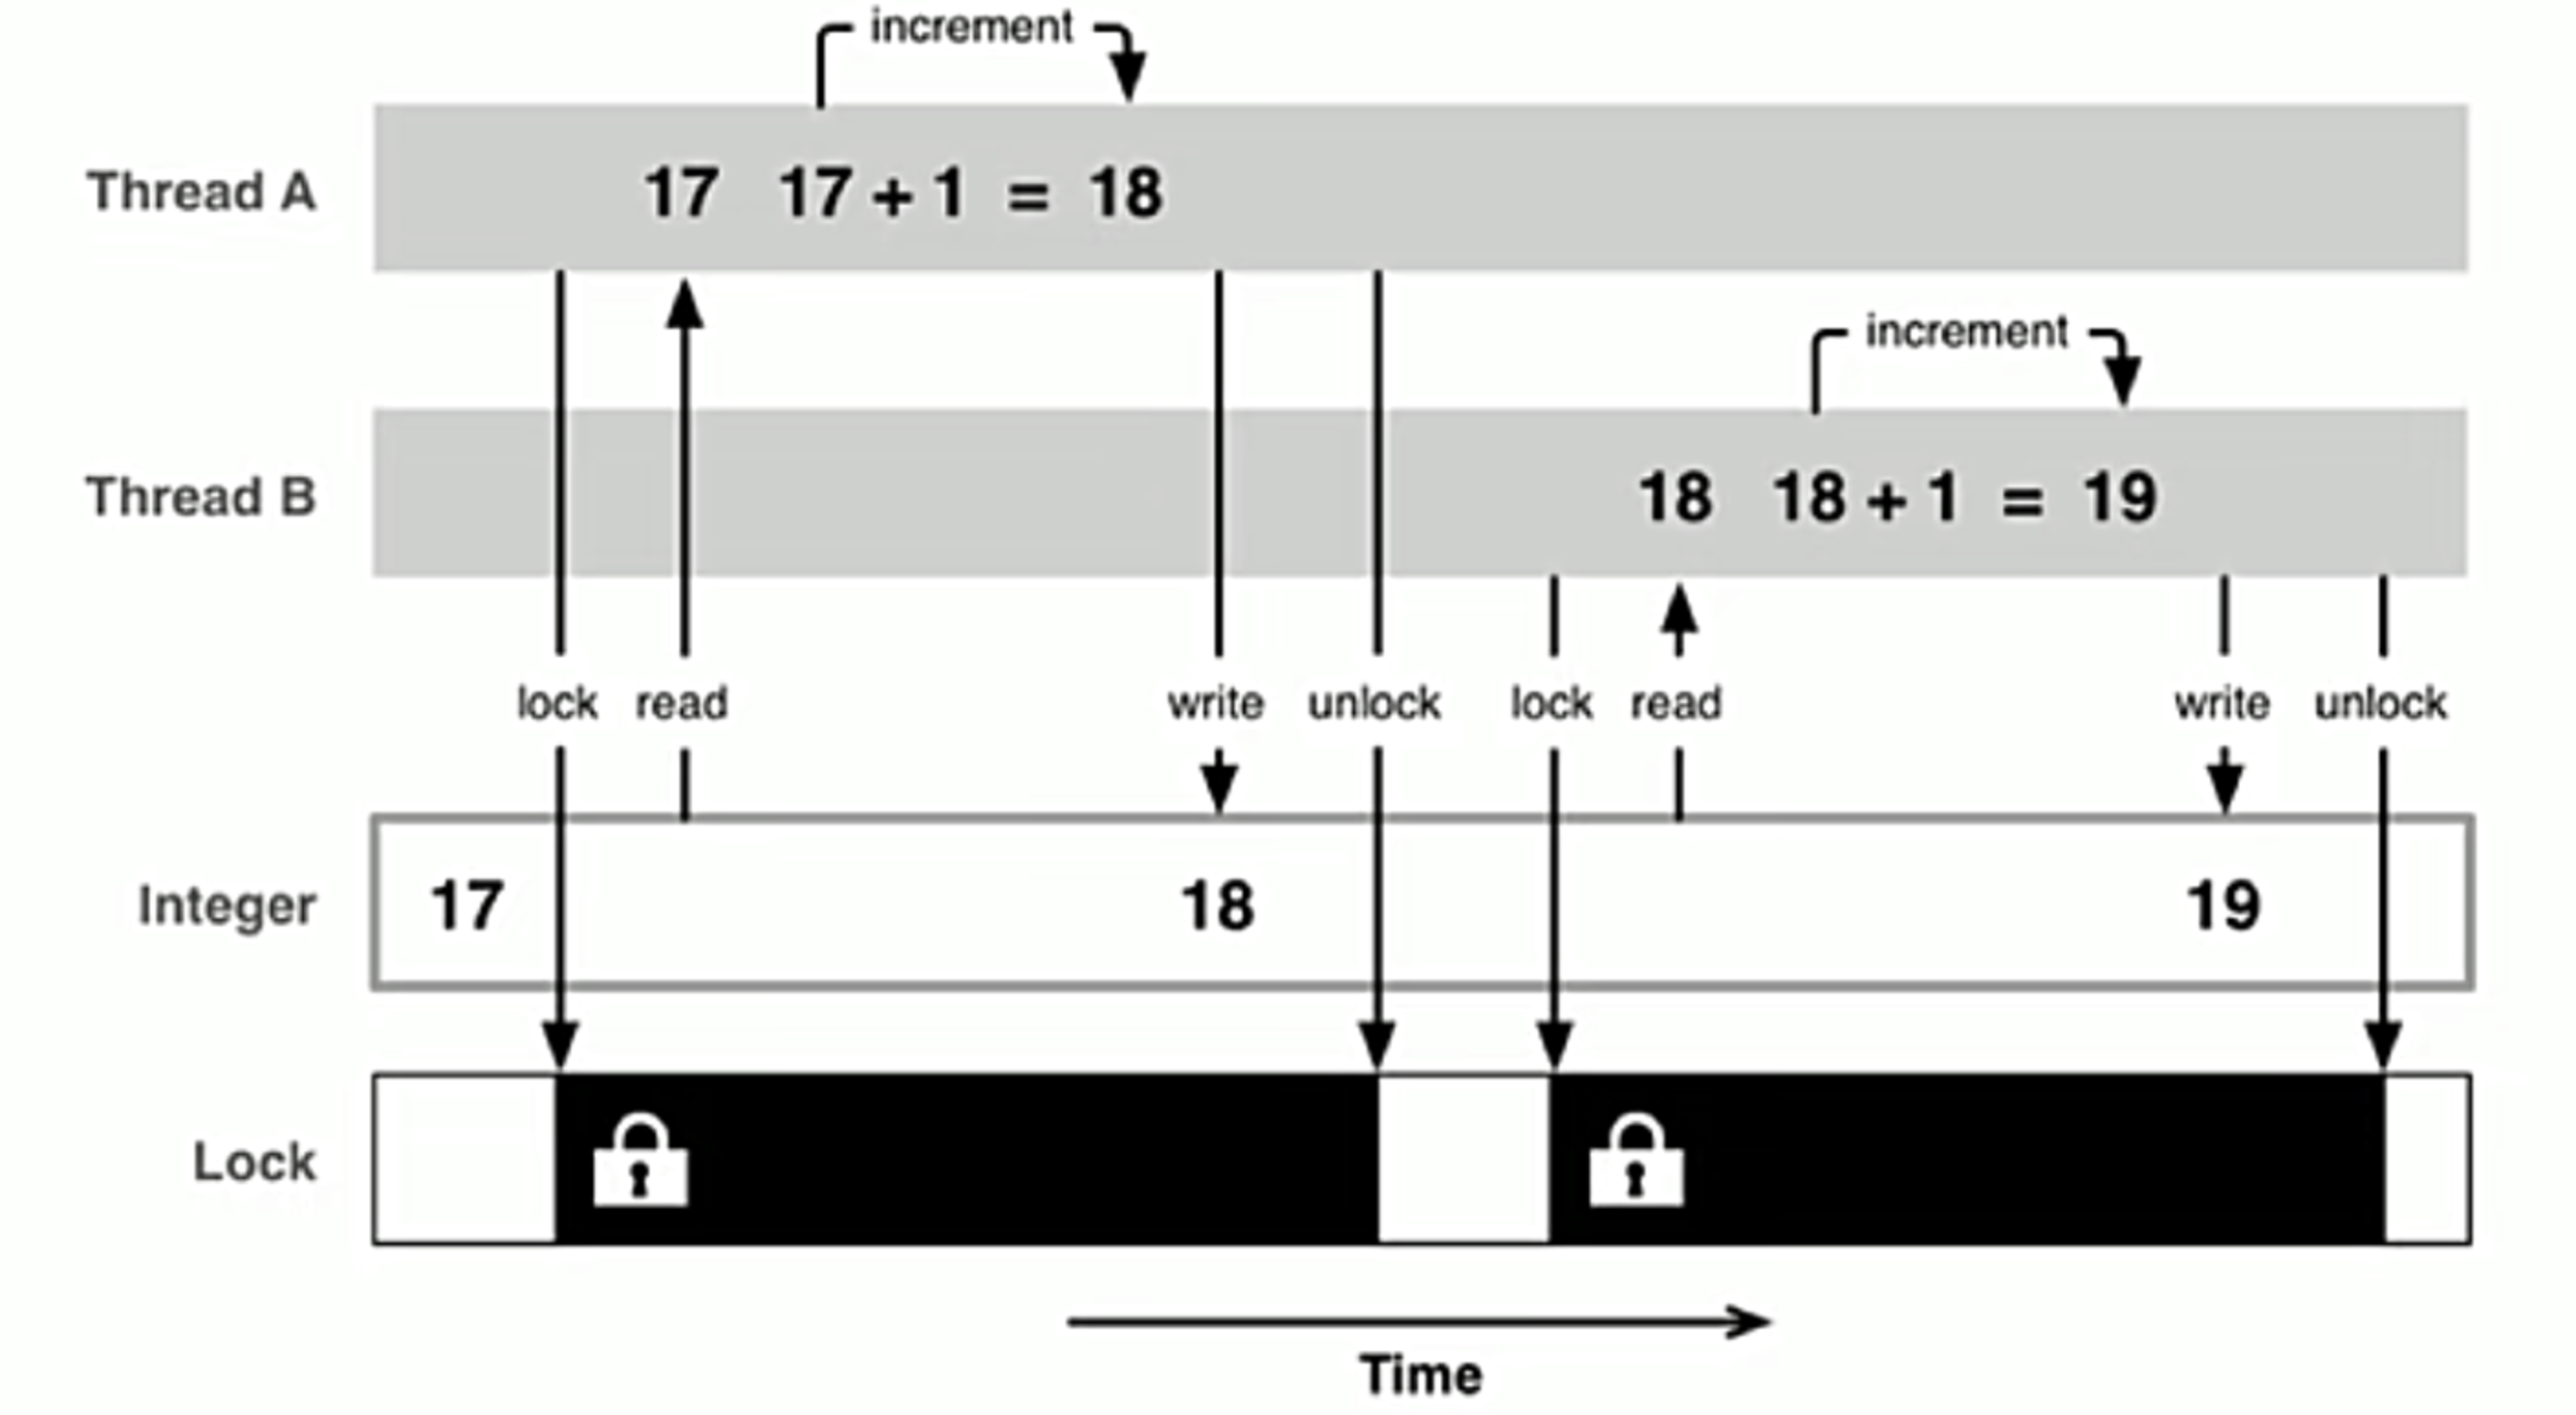 increment
Thread A
17 17 + 1 = 18
increment
Thread B
18 18 + 1 = 19
lock read write unlock lock read write unlock
Integer
17 18 19
Lock
Time